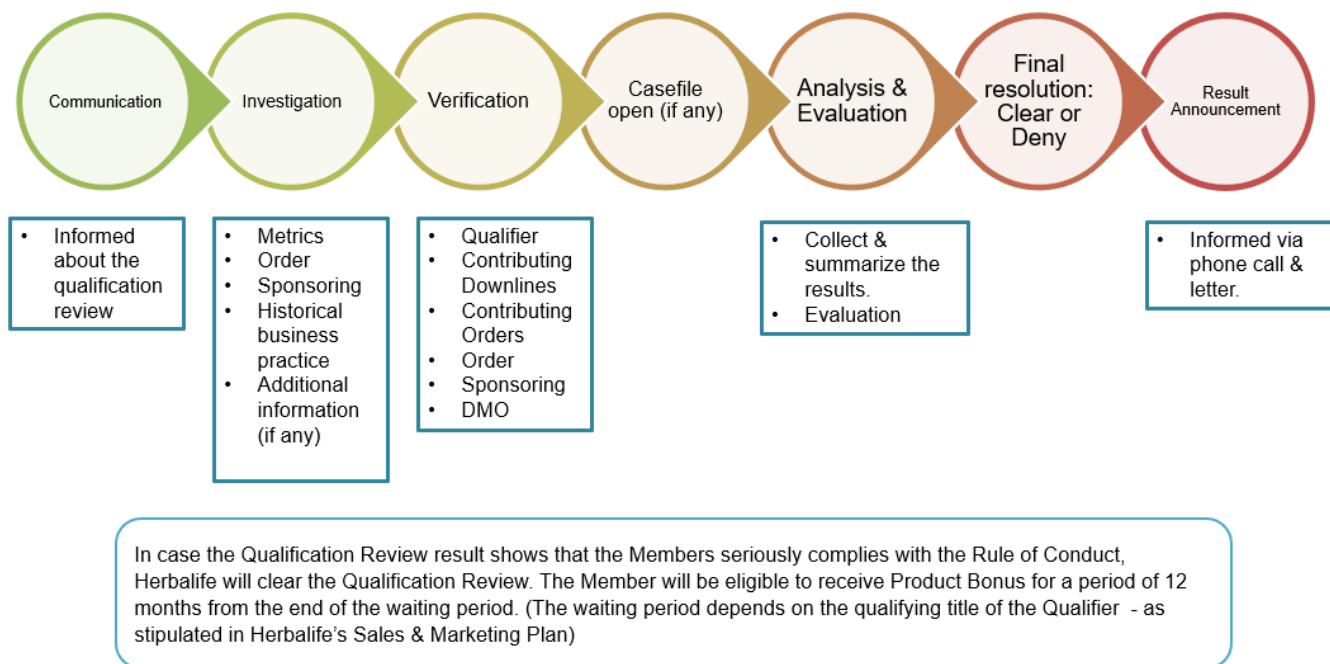 Communication
Investigation
Verification
Casefile
open (if any)
Analysis &
Evaluation
Final
resolution:
Clear or
Deny
Result
Announcement
• Informed
about the
qualification
review
• Metrics
• Order
• Sponsoring
• Historical
business
practice
• Additional
information
(if any)
• Qualifier
• Contributing
Downlines
• Contributing
Orders
• Order
• Sponsoring
• DMO
• Collect &
summarize the
results.
• Evaluation
• Informed via
phone call &
letter.
In case the Qualification Review result shows that the Members seriously complies with the Rule of Conduct,
Herbalife will clear the Qualification Review. The Member will be eligible to receive Product Bonus for a period of 12
months from the end of the waiting period. (The waiting period depends on the qualifying title of the Qualifier - as
stipulated in Herbalife’s Sales & Marketing Plan)